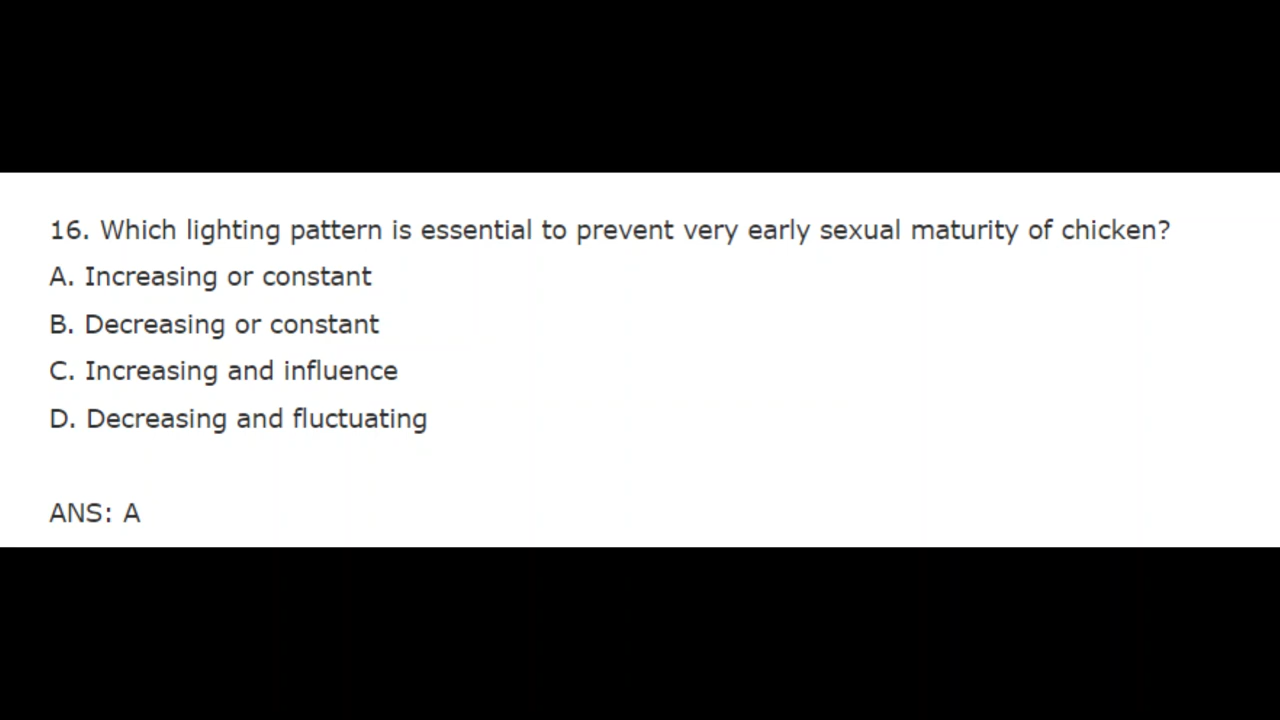 16. Which lighting pattern is essential to prevent very early sexual maturity of chicken?
A. Increasing or constant
B. Decreasing or constant
C. Increasing and influence
D. Decreasing and fluctuating
ANS: A